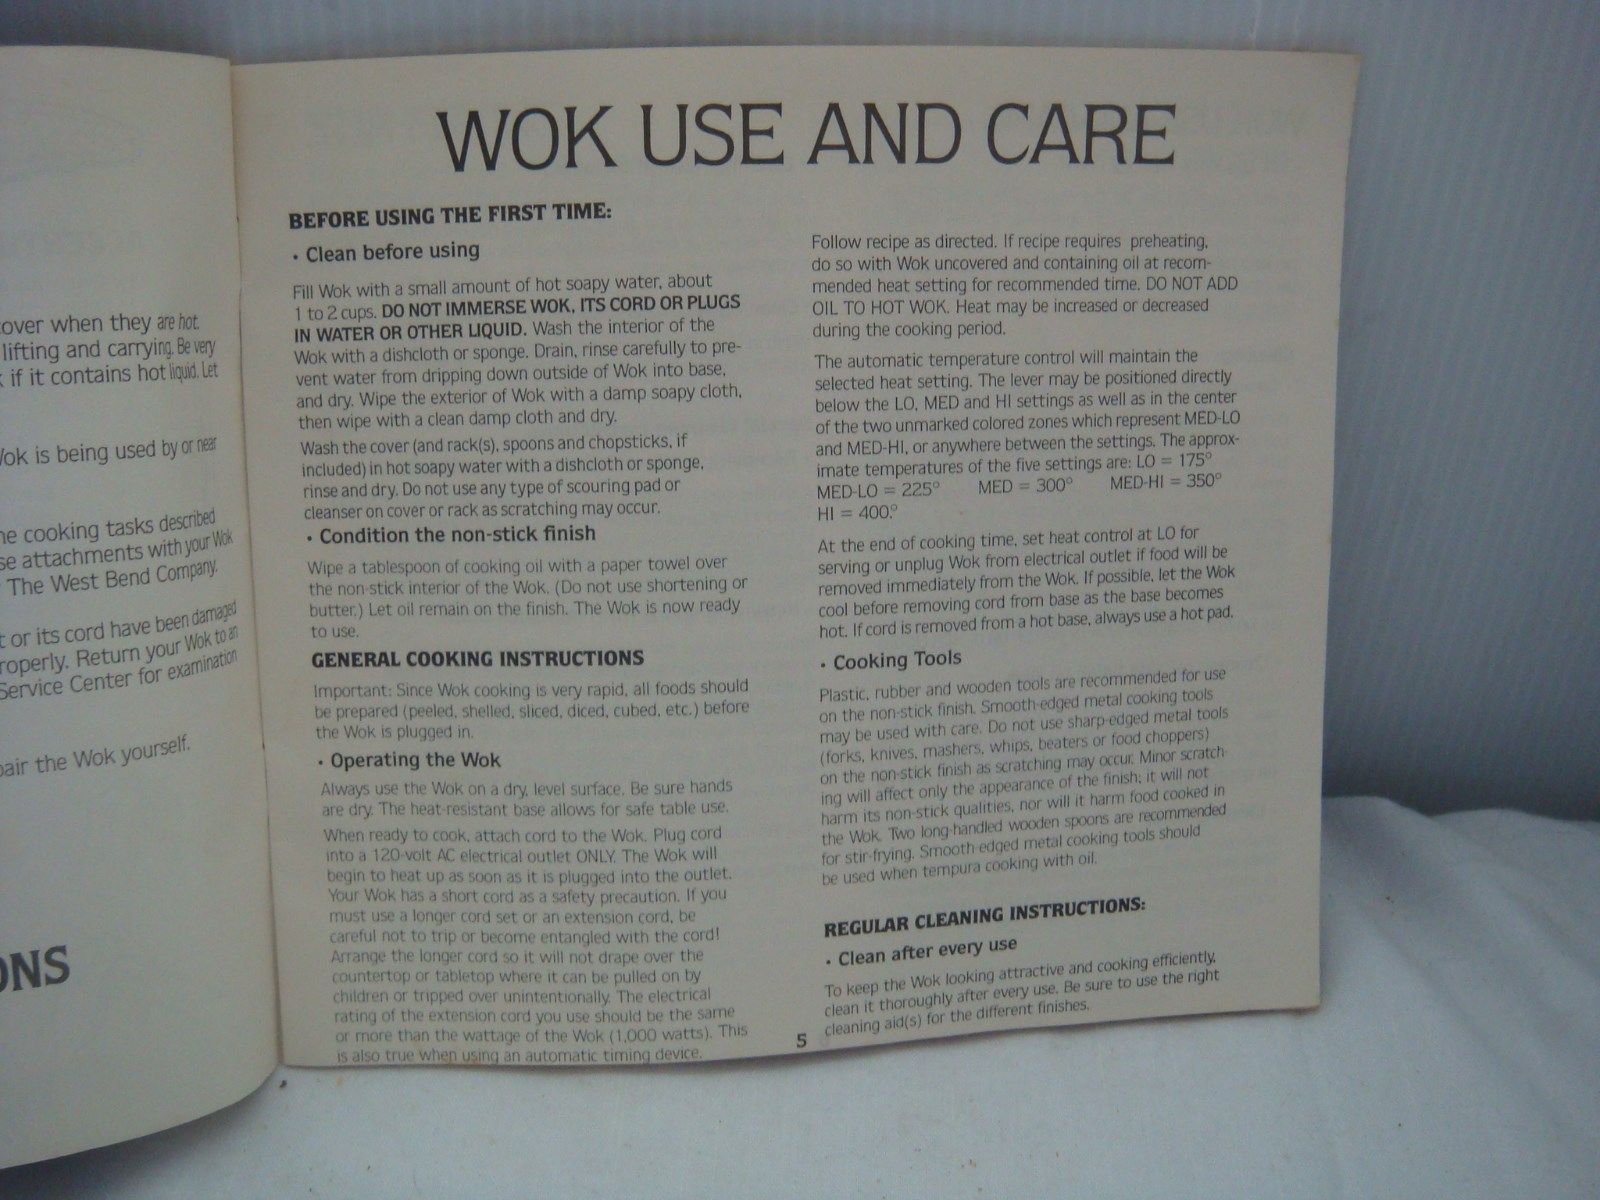 over when they are hot.
lifting and carrying. Be very
if it contains hot liquid. Let
Wok is being used by or near
he cooking tasks described
se attachments with your Wok
The West Bend Company.
t or its cord have been damaged
roperly. Return your Wok to an
Service Center for examination
pair the Wok yourself.
ONS
WOK USE AND CARE
BEFORE USING THE FIRST TIME:
• Clean before using
Fill Wok with a small amount of hot soapy water, about
1 to 2 cups. DO NOT IMMERSE WOK, ITS CORD OR PLUGS
IN WATER OR OTHER LIQUID. Wash the interior of the
Wok with a dishcloth or sponge. Drain, rinse carefully to pre-
vent water from dripping down outside of Wok into base,
and dry. Wipe the exterior of Wok with a damp soapy cloth,
then wipe with a clean damp cloth and dry.
Wash the cover (and rack(s), spoons and chopsticks, if
included) in hot soapy water with a dishcloth or sponge,
rinse and dry. Do not use any type of scouring pad or
cleanser on cover or rack as scratching may occur.
• Condition the non-stick finish
Wipe a tablespoon of cooking oil with a paper towel over
the non-stick interior of the Wok. (Do not use shortening or
butter.) Let oil remain on the finish. The Wok is now ready
to use.
GENERAL COOKING INSTRUCTIONS
Important: Since Wok cooking is very rapid, all foods should
be prepared (peeled, shelled, sliced, diced, cubed, etc.) before
the Wok is plugged in.
• Operating the Wok
Always use the Wok on a dry, level surface. Be sure hands
are dry. The heat-resistant base allows for safe table use.
When ready to cook, attach cord to the Wok. Plug cord
into a 120-volt AC electrical outlet ONLY. The Wok will
begin to heat up as soon as it is plugged into the outlet.
Your Wok has a short cord as a safety precaution. If you
must use a longer cord set or an extension cord, be
careful not to trip or become entangled with the cord!
Arrange the longer cord so it will not drape over the
countertop or tabletop where it can be pulled on by
children or tripped over unintentionally. The electrical
rating of the extension cord you use should be the same
or more than the wattage of the Wok (1,000 watts). This
is also true when using an automatic timing device.
Follow recipe as directed. If recipe requires preheating,
do so with Wok uncovered and containing oil at recom-
mended heat setting for recommended time. DO NOT ADD
OIL TO HOT WOK. Heat may be increased or decreased
during the cooking period.
The automatic temperature control will maintain the
selected heat setting. The lever may be positioned directly
below the LO, MED and HI settings as well as in the center
of the two unmarked colored zones which represent MED-LO
and MED-HI, or anywhere between the settings. The approx-
imate temperatures of the five settings are: LO = 175°
MED-LO = 225° MED = 300° MED-HI = 350°
HI = 400°.
At the end of cooking time, set heat control at LO for
serving or unplug Wok from electrical outlet if food will be
removed immediately from the Wok. If possible, let the Wok
cool before removing cord from base as the base becomes
hot. If cord is removed from a hot base, always use a hot pad.
• Cooking Tools
Plastic, rubber and wooden tools are recommended for use
on the non-stick finish. Smooth-edged metal cooking tools
may be used with care. Do not use sharp-edged metal tools
(forks, knives, mashers, whips, beaters or food choppers)
on the non-stick finish as scratching may occur. Minor scratch-
ing will affect only the appearance of the finish; it will not
harm its non-stick qualities, nor will it harm food cooked in
the Wok. Two long-handled wooden spoons are recommended
for stir-frying. Smooth-edged metal cooking tools should
be used when tempura cooking with oil.
REGULAR CLEANING INSTRUCTIONS:
• Clean after every use
To keep the Wok looking attractive and cooking efficiently,
clean it thoroughly after every use. Be sure to use the right
cleaning aid(s) for the different finishes.
5